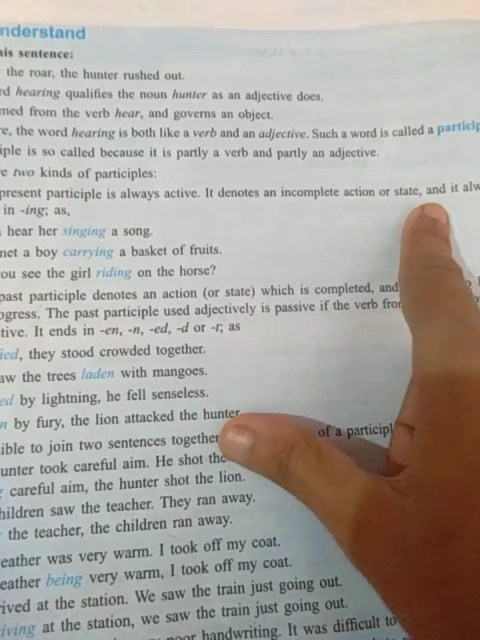 nderstand
is sentence:
the roar, the hunter rushed out.
rd hearing qualifies the noun hunter as an adjective does.
med from the verb hear, and governs an object.
e, the word hearing is both like a verb and an adjective. Such a word is called a particip
iple is so called because it is partly a verb and partly an adjective.
e two kinds of participles:
present participle is always active. It denotes an incomplete action or state, and it alw
in -ing; as,
hear her singing a song.
net a boy carrying a basket of fruits.
ou see the girl riding on the horse?
past participle denotes an action (or state) which is completed, and
ogress. The past participle used adjectively is passive if the verb fro
tive. It ends in -en, -n, -ed, -d or -t; as
ied, they stood crowded together.
aw the trees laden with mangoes.
ed by lightning, he fell senseless.
n by fury, the lion attacked the hunter
ible to join two sentences together of a participl
unter took careful aim. He shot the
g careful aim, the hunter shot the lion.
hildren saw the teacher. They ran away.
the teacher, the children ran away.
eather was very warm. I took off my coat.
eather being very warm, I took off my coat.
ived at the station. We saw the train just going out.
iving at the station, we saw the train just going out.
poor handwriting. It was difficult to